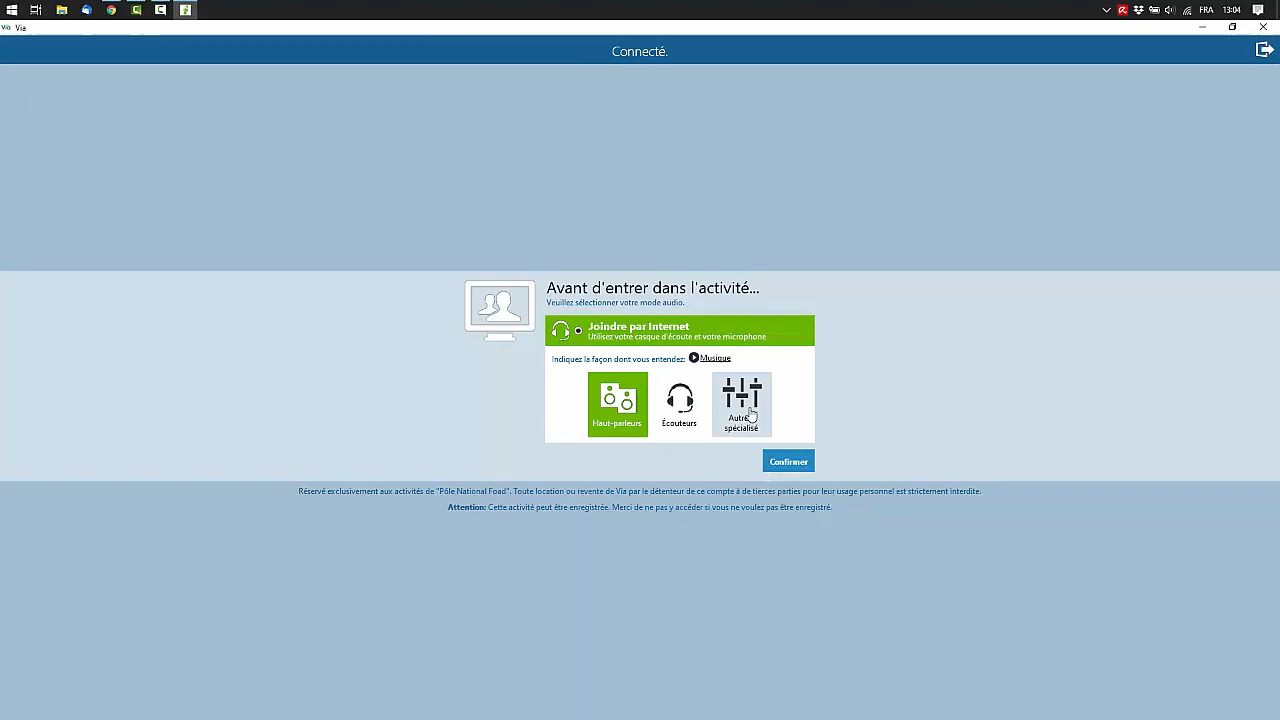 FRA 13:04
Via Via
Connecté.
Avant d'entrer dans l'activité...
Veuillez sélectionner votre mode audio.
Joindre par Internet
Utilisez votre casque d'écoute et votre microphone
Indiquez la façon dont vous entendez: Musique
Haut-parleurs
Écouteurs
spécialisé
Confirmer
Réservé exclusivement aux activités de "Pôle National Foad". Toute location ou revente de Via par le détenteur de ce compte à de tierces parties pour leur usage personnel est strictement interdite.
Attention: Cette activité peut être enregistrée. Merci de ne pas y accéder si vous ne voulez pas être enregistré.